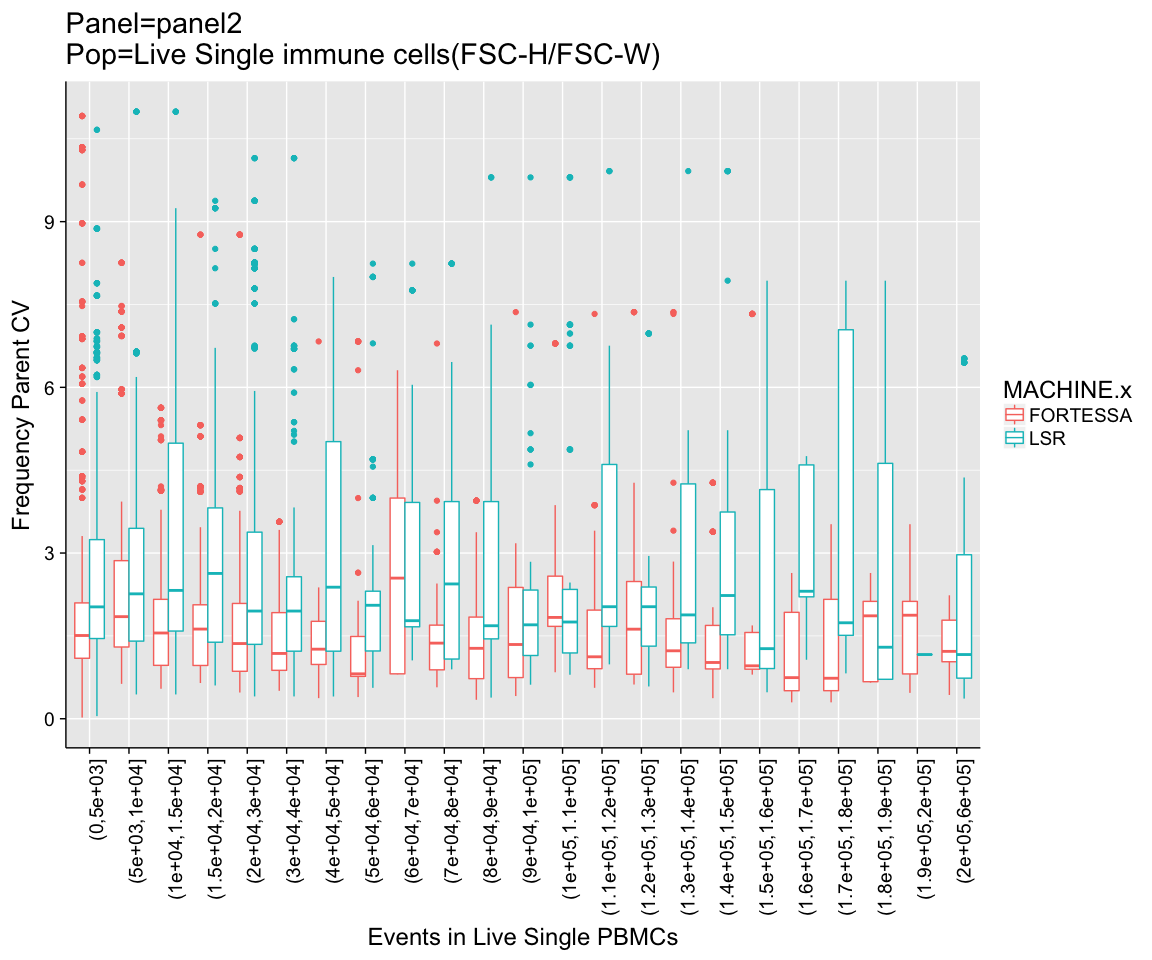 Panel=panel2
Pop=Live Single immune cells(FSC-H/FSC-W)
Frequency Parent CV
9
6
3
0
(0,5e+03]
(5e+03,1e+04]
(1e+04,1.5e+04]
(1.5e+04,2e+04]
(2e+04,3e+04]
(3e+04,4e+04]
(4e+04,5e+04]
(5e+04,6e+04]
(6e+04,7e+04]
(7e+04,8e+04]
(8e+04,9e+04]
(9e+04,1e+05]
(1e+05,1.1e+05]
(1.1e+05,1.2e+05]
(1.2e+05,1.3e+05]
(1.3e+05,1.4e+05]
(1.4e+05,1.5e+05]
(1.5e+05,1.6e+05]
(1.6e+05,1.7e+05]
(1.7e+05,1.8e+05]
(1.8e+05,1.9e+05]
(1.9e+05,2e+05]
(2e+05,6e+05]
Events in Live Single PBMCs
MACHINE.x
FORTESSA
LSR